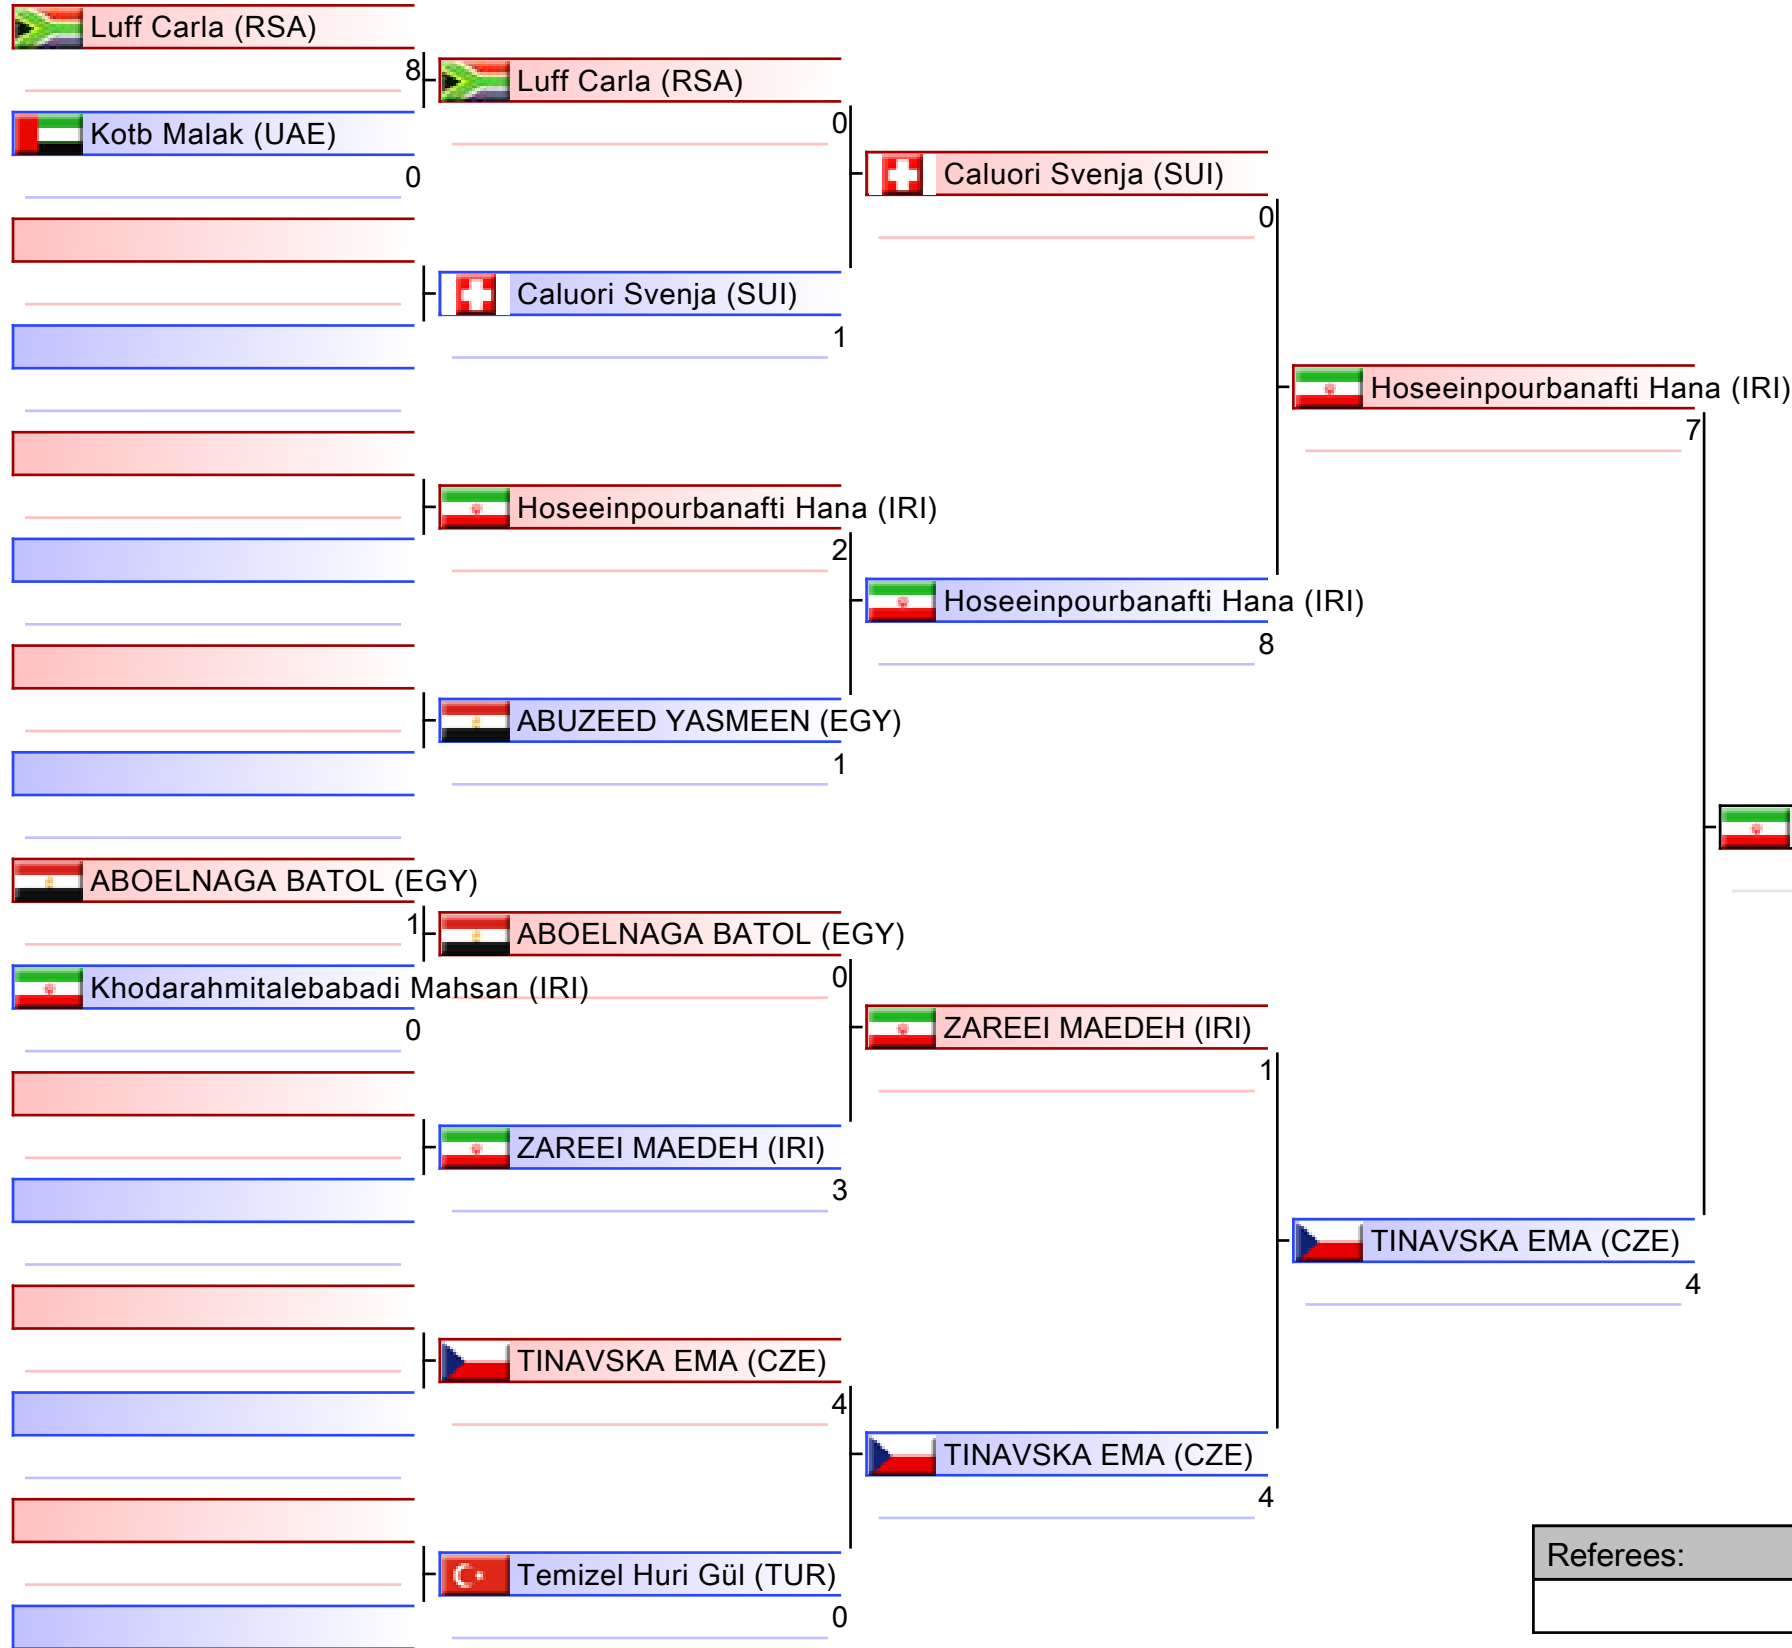 Luff Carla (RSA)
8
Kotb Malak (UAE)
0
Luff Carla (RSA)
0
Caluori Svenja (SUI)
1
Hoseeinpourbanafti Hana (IRI)
2
ABUZEED YASMEEN (EGY)
1
ABOELNAGA BATOL (EGY)
1
Khodarahmitalebabadi Mahsan (IRI)
0
ABOELNAGA BATOL (EGY)
0
ZAREEI MAEDEH (IRI)
3
TINAVSKA EMA (CZE)
4
Temizel Huri Gül (TUR)
0
Caluori Svenja (SUI)
0
Hoseeinpourbanafti Hana (IRI)
8
ZAREEI MAEDEH (IRI)
1
TINAVSKA EMA (CZE)
4
Hoseeinpourbanafti Hana (IRI)
7
TINAVSKA EMA (CZE)
4
Referees: